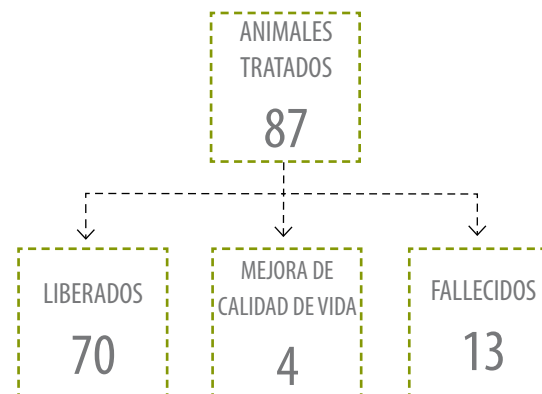 ANIMALES
TRATADOS
87
LIBERADOS
70
MEJORA DE
CALIDAD DE VIDA
4
FALLECIDOS
13